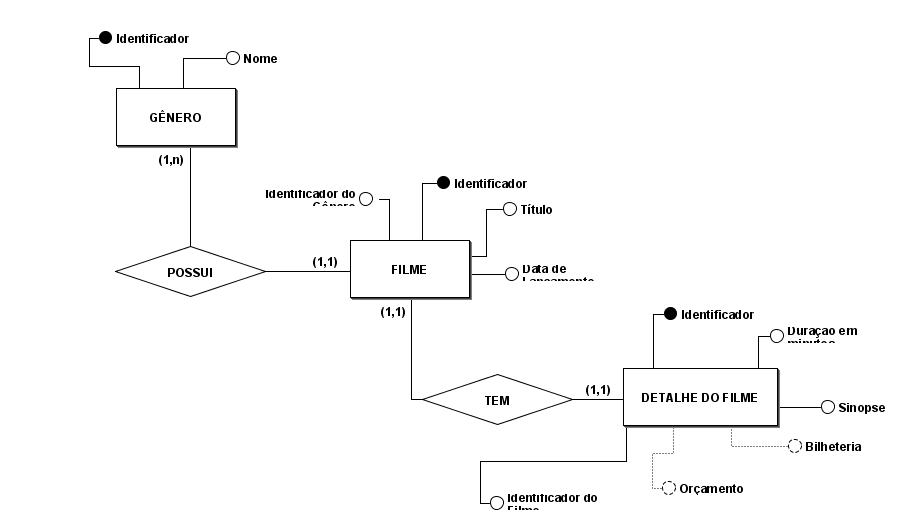 Identificador
Nome
GÊNERO
(1,n)
Identificador do
Gênero
Identificador
Título
POSSUI
(1,1)
FILME
Data de
Lançamento
(1,1)
Identificador
Duração em
minutos
TEM
(1,1)
DETALHE DO FILME
Sinopse
Bilheteria
Orçamento
Identificador do
Filme